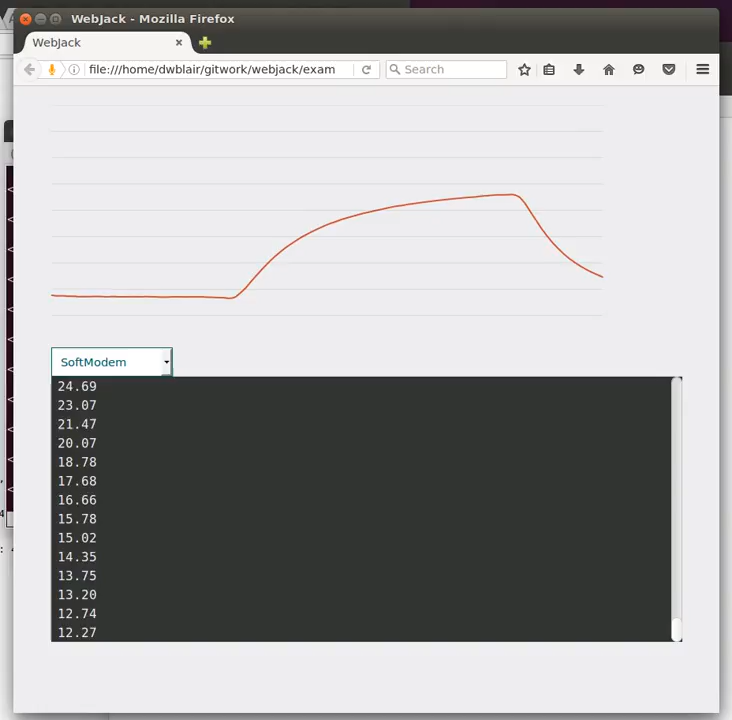 WebJack - Mozilla Firefox
WebJack
file:///home/dwblair/gitwork/webjack/exam
Search
SoftModem
24.69
23.07
21.47
20.07
18.78
17.68
16.66
15.78
15.02
14.35
13.75
13.20
12.74
12.27